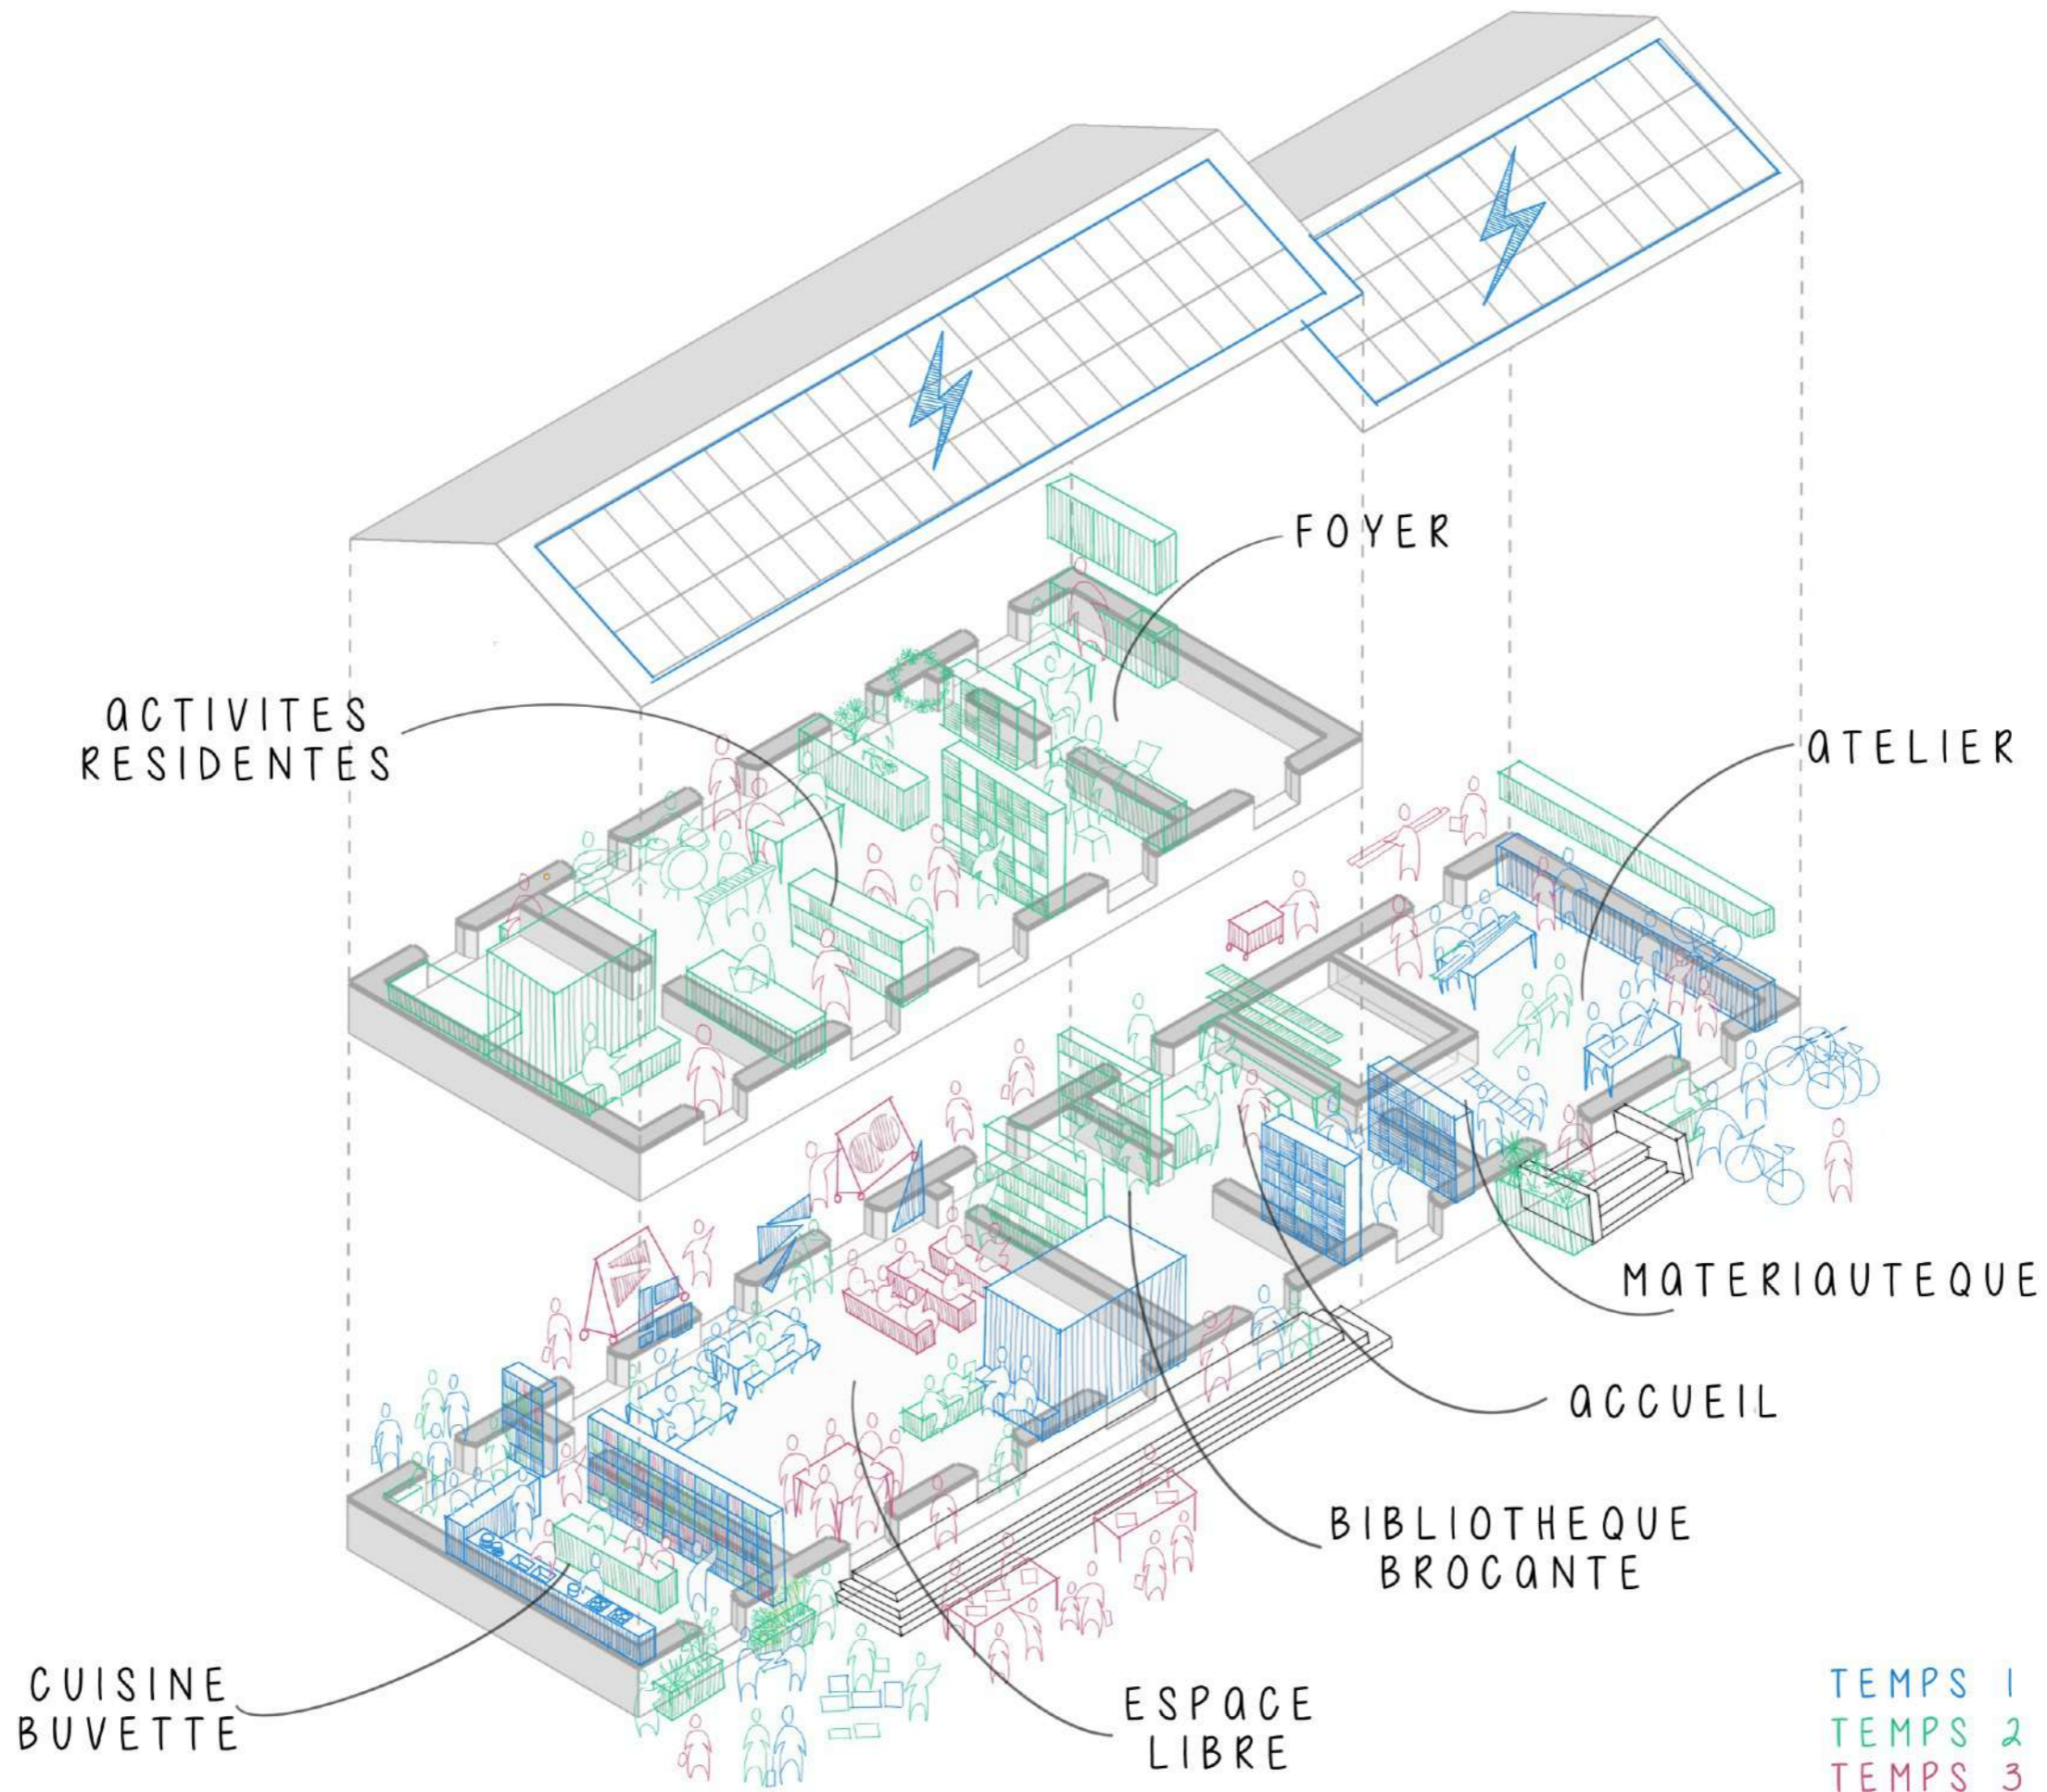 FOYER
ACTIVITES
RESIDENTES
ATELIER
MATERIAUTEQUE
ACCUEIL
BIBLIOTHEQUE
BROCANTE
CUISINE
BUVETTE
ESPACE
LIBRE
TEMPS 1
TEMPS 2
TEMPS 3